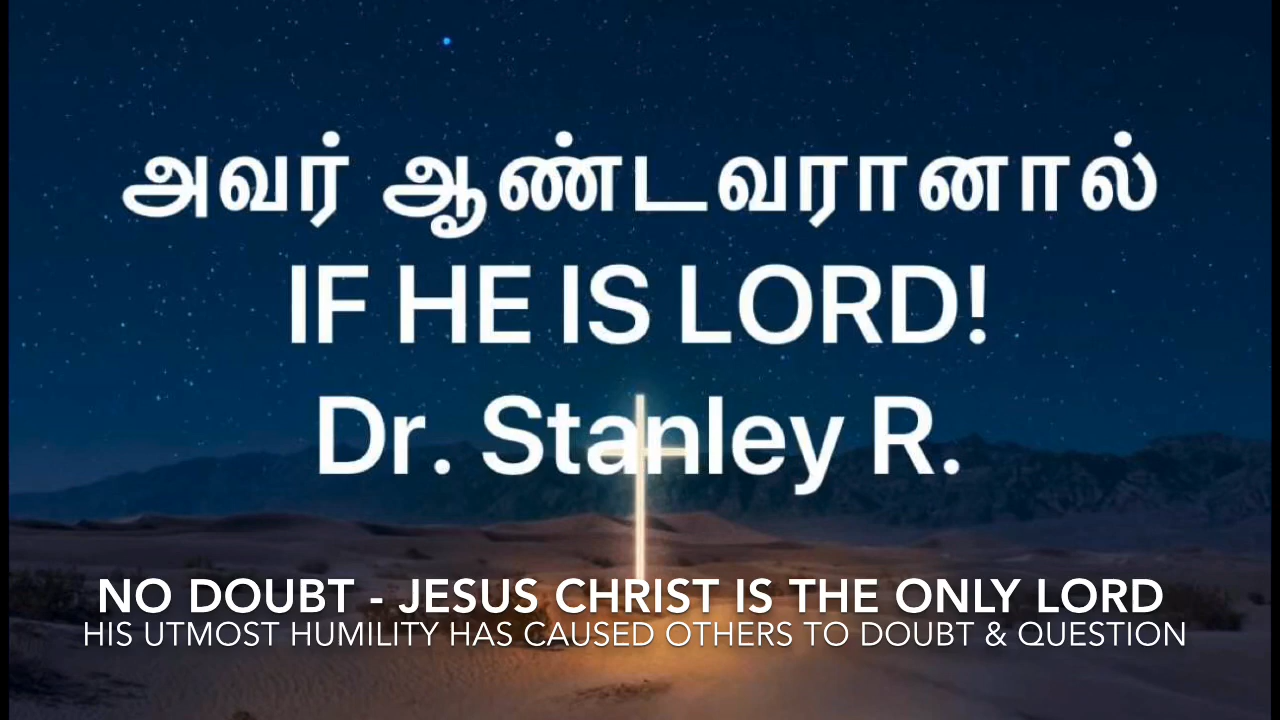 அவர் ஆண்டவரானால்
IF HE IS LORD!
Dr. Stanley R.
NO DOUBT - JESUS CHRIST IS THE ONLY LORD
HIS UTMOST HUMILITY HAS CAUSED OTHERS TO DOUBT & QUESTION